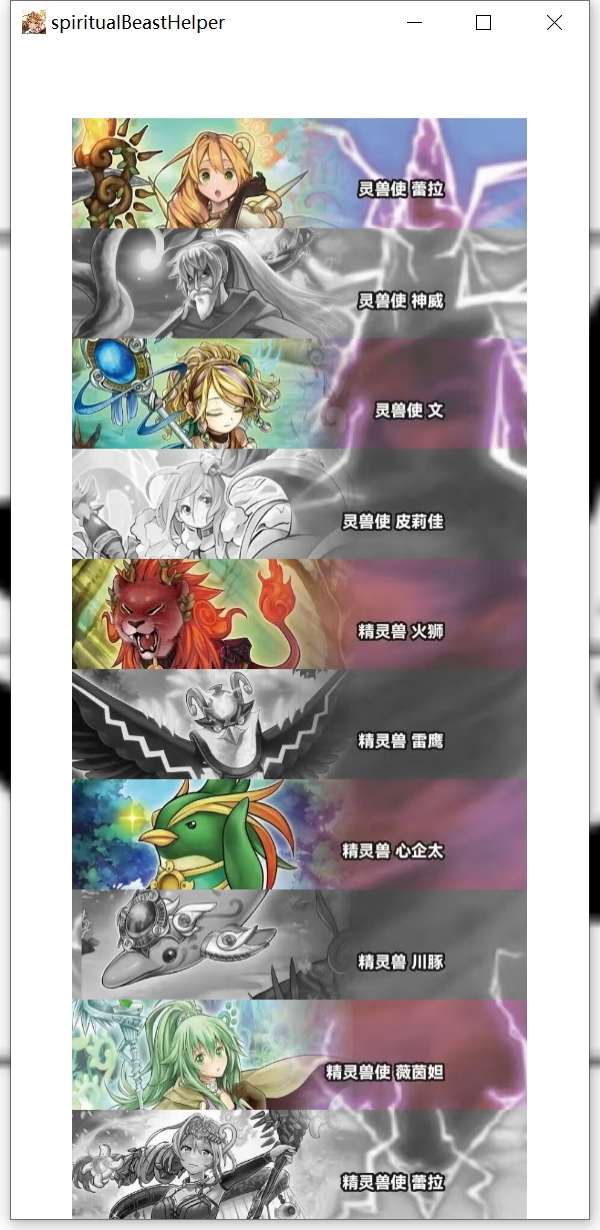 spiritualBeastHelper
灵兽使 蕾拉
灵兽使 神威
灵兽使 文
灵兽使 皮莉佳
精灵兽 火狮
精灵兽 雷鹰
精灵兽 心企太
精灵兽 川豚
精灵兽使 薇茵妲
精灵兽使 蕾拉